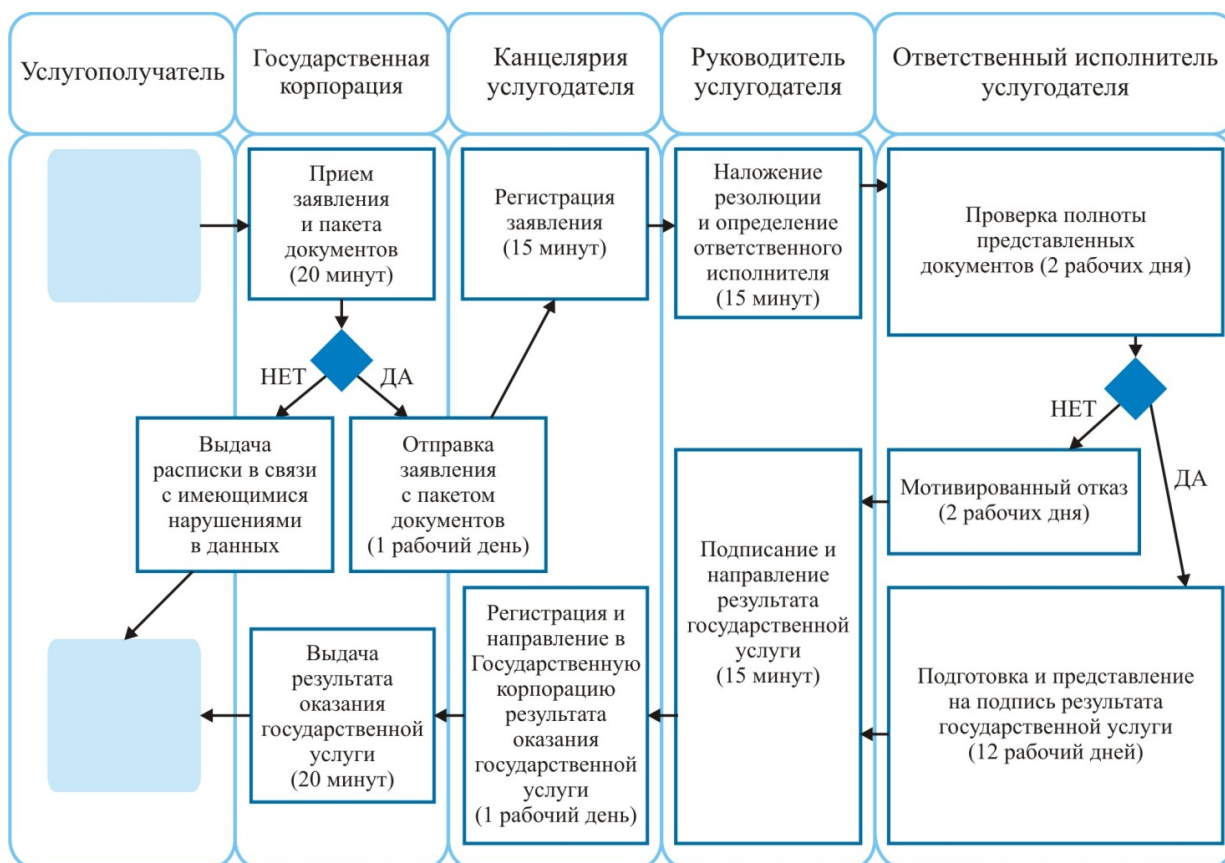 Услугополучатель
Государственная
корпорация
Канцелярия
услугодателя
Руководитель
услугодателя
Ответственный исполнитель
услугодателя
Прием
заявления
и пакета
документов
(20 минут)
Регистрация
заявления
(15 минут)
Наложение
резолюции
и определение
ответственного
исполнителя
(15 минут)
Проверка полноты
представленных
документов (2 рабочих дня)
НЕТ
ДА
НЕТ
ДА
Выдача
расписки в связи
с имеющимися
нарушениями
в данных
Отправка
заявления
с пакетом
документов
(1 рабочий день)
Мотивированный отказ
(2 рабочих дня)
Подписание и
направление
результата
государственной
услуги
(15 минут)
Подготовка и представление
на подпись результата
государственной услуги
(12 рабочий дней)
Регистрация и
направление в
Государственную
корпорацию
результата
оказания
государственной
услуги
(1 рабочий день)
Выдача
результата
оказания
государственной
услуги
(20 минут)